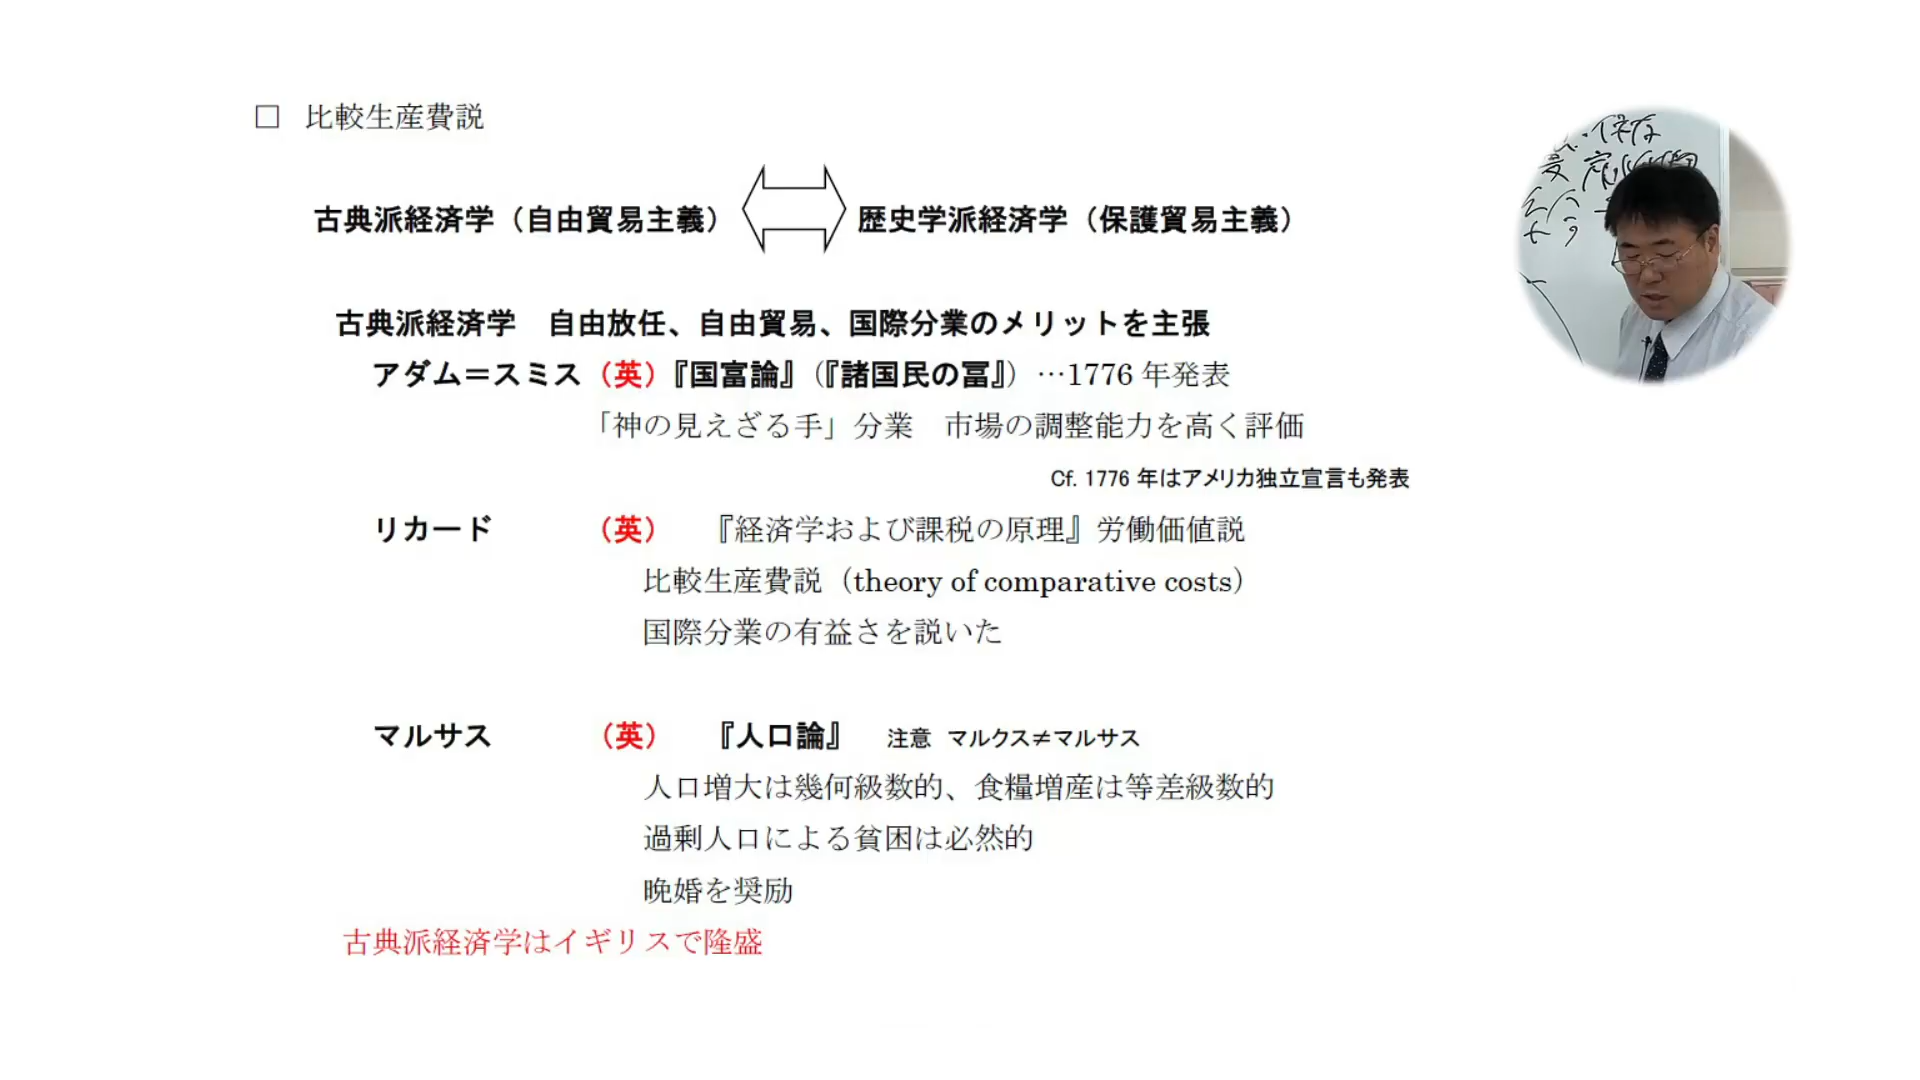 □ 比較生産費説
古典派経済学（自由貿易主義） 歴史学派経済学（保護貿易主義）
古典派経済学　自由放任、自由貿易、国際分業のメリットを主張
アダム＝スミス（英）『国富論』（『諸国民の冨』）…1776 年発表
「神の見えざる手」分業　市場の調整能力を高く評価
Cf. 1776 年はアメリカ独立宣言も発表
リカード　（英）　『経済学および課税の原理』労働価値説
比較生産費説（theory of comparative costs）
国際分業の有益さを説いた
マルサス　（英）　『人口論』　注意　マルクス≠マルサス
人口増大は幾何級数的、食糧増産は等差級数的
過剰人口による貧困は必然的
晩婚を奨励
古典派経済学はイギリスで隆盛